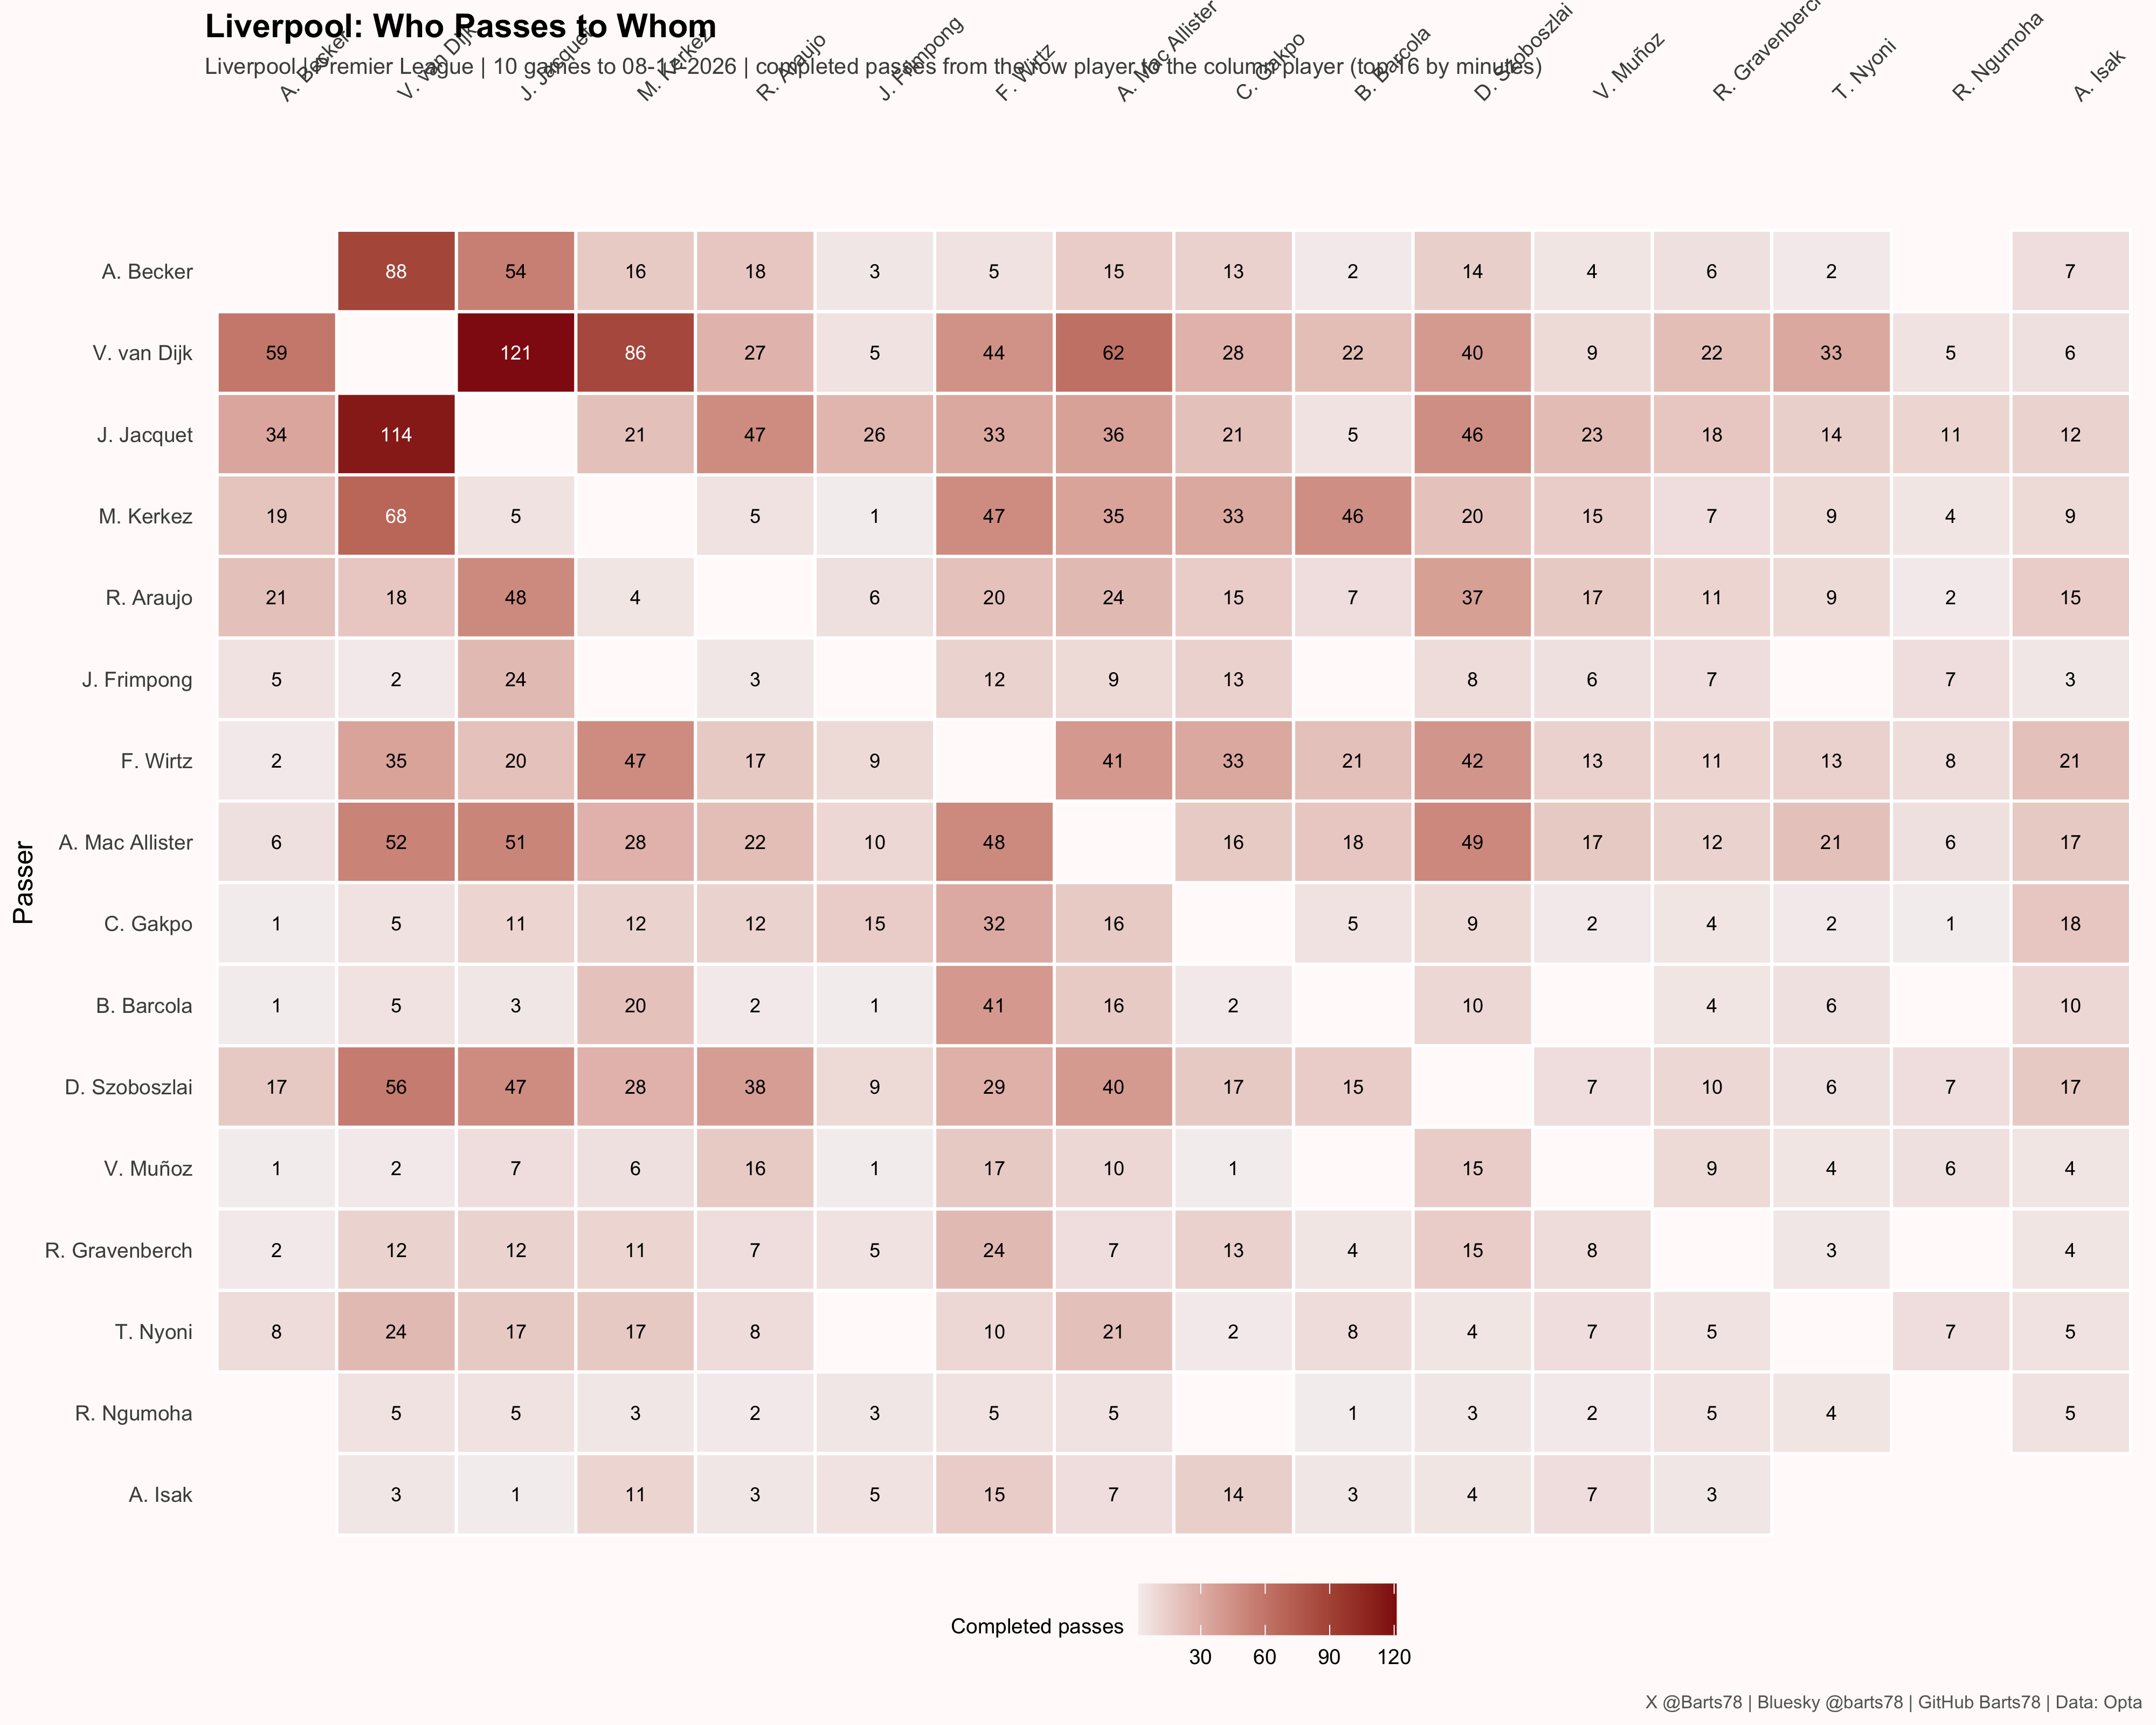 Liverpool: Who Passes to Whom
Liverpool | Premier League | 10 games to 08-11-2026 | completed passes from the row player to the column player (top 16 by minutes)
A. Becker V. van Dijk J. Jacquet M. Kerkez R. Araujo J. Frimpong F. Wirtz A. Mac Allister C. Gakpo B. Barcola D. Szoboszlai V. Muñoz R. Gravenberch T. Nyoni R. Ngumoha A. Isak
A. Becker 88 54 16 18 3 5 15 13 2 14 4 6 2 7
V. van Dijk 59 121 86 27 5 44 62 28 22 40 9 22 33 5 6
J. Jacquet 34 114 21 47 26 33 36 21 5 46 23 18 14 11 12
M. Kerkez 19 68 5 5 1 47 35 33 46 20 15 7 9 4 9
R. Araujo 21 18 48 4 6 20 24 15 7 37 17 11 9 2 15
J. Frimpong 5 2 24 3 12 9 13 8 6 7 7 3
F. Wirtz 2 35 20 47 17 9 41 33 21 42 13 11 13 8 21
A. Mac Allister 6 52 51 28 22 10 48 16 18 49 17 12 21 6 17
C. Gakpo 1 5 11 12 12 15 32 16 5 9 2 4 2 1 18
B. Barcola 1 5 3 20 2 1 41 16 2 10 4 6 10
D. Szoboszlai 17 56 47 28 38 9 29 40 17 15 7 10 6 7 17
V. Muñoz 1 2 7 6 16 1 17 10 1 15 9 4 6 4
R. Gravenberch 2 12 12 11 7 5 24 7 13 4 15 8 3 4
T. Nyoni 8 24 17 17 8 10 21 2 8 4 7 5 7 5
R. Ngumoha 5 5 3 2 3 5 5 1 3 2 5 4 5
A. Isak 3 1 11 3 5 15 7 14 3 4 7 3
Passer
Completed passes
30 60 90 120
X @Barts78 | Bluesky @barts78 | GitHub Barts78 | Data: Opta